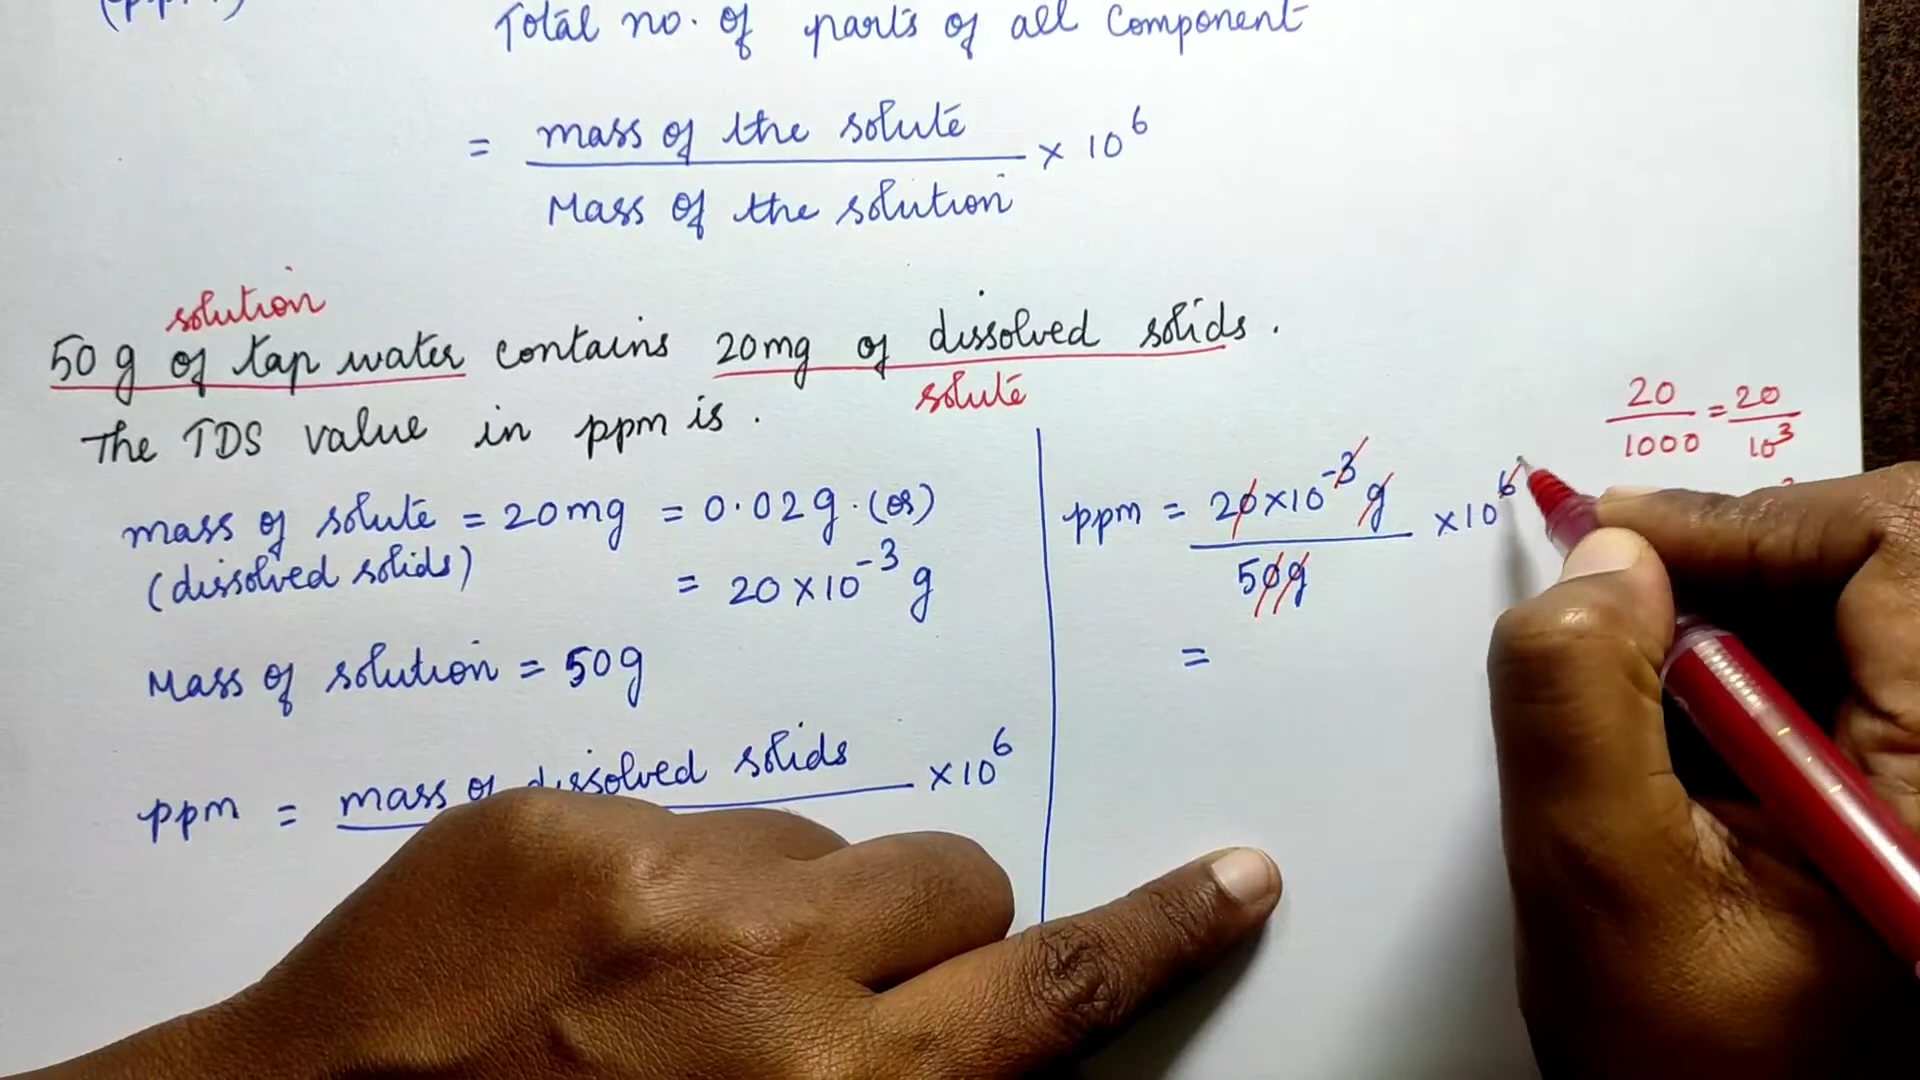 Total no. of parts of all component
= mass of the solute / Mass of the solution × 10^6
solution
50 g of tap water contains 20mg of dissolved solids.
solute
The TDS value in ppm is.
mass of solute = 20mg = 0.02g. (or)
(dissolved solids)
= 20 × 10^-3 g
Mass of solution = 50g
ppm = mass of dissolved solids × 10^6
20/1000 = 20/10^3
ppm = 20×10^-3 g / 50g × 10^6
=